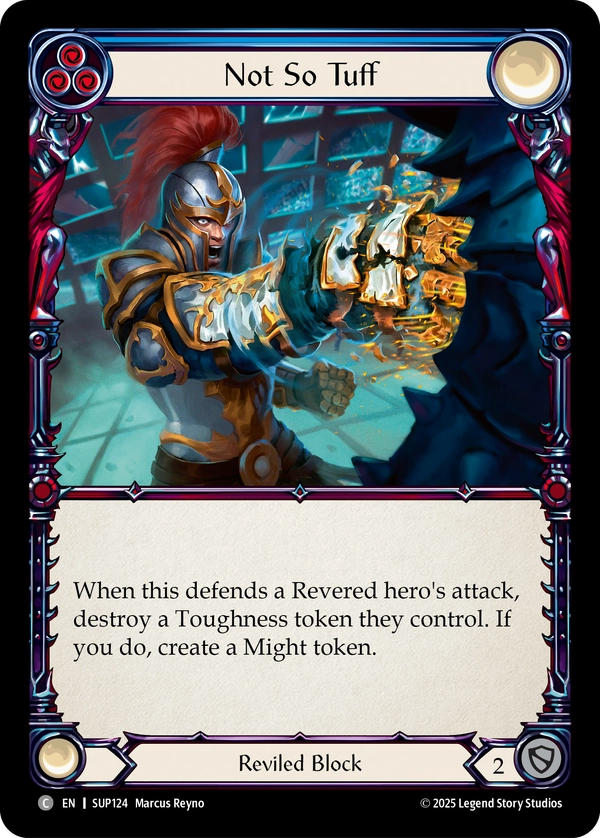 Not So Tuff
When this defends a Revered hero's attack,
destroy a Toughness token they control. If
you do, create a Might token.
Reviled Block
2
C EN | SUP124 Marcus Reyno
© 2025 Legend Story Studios